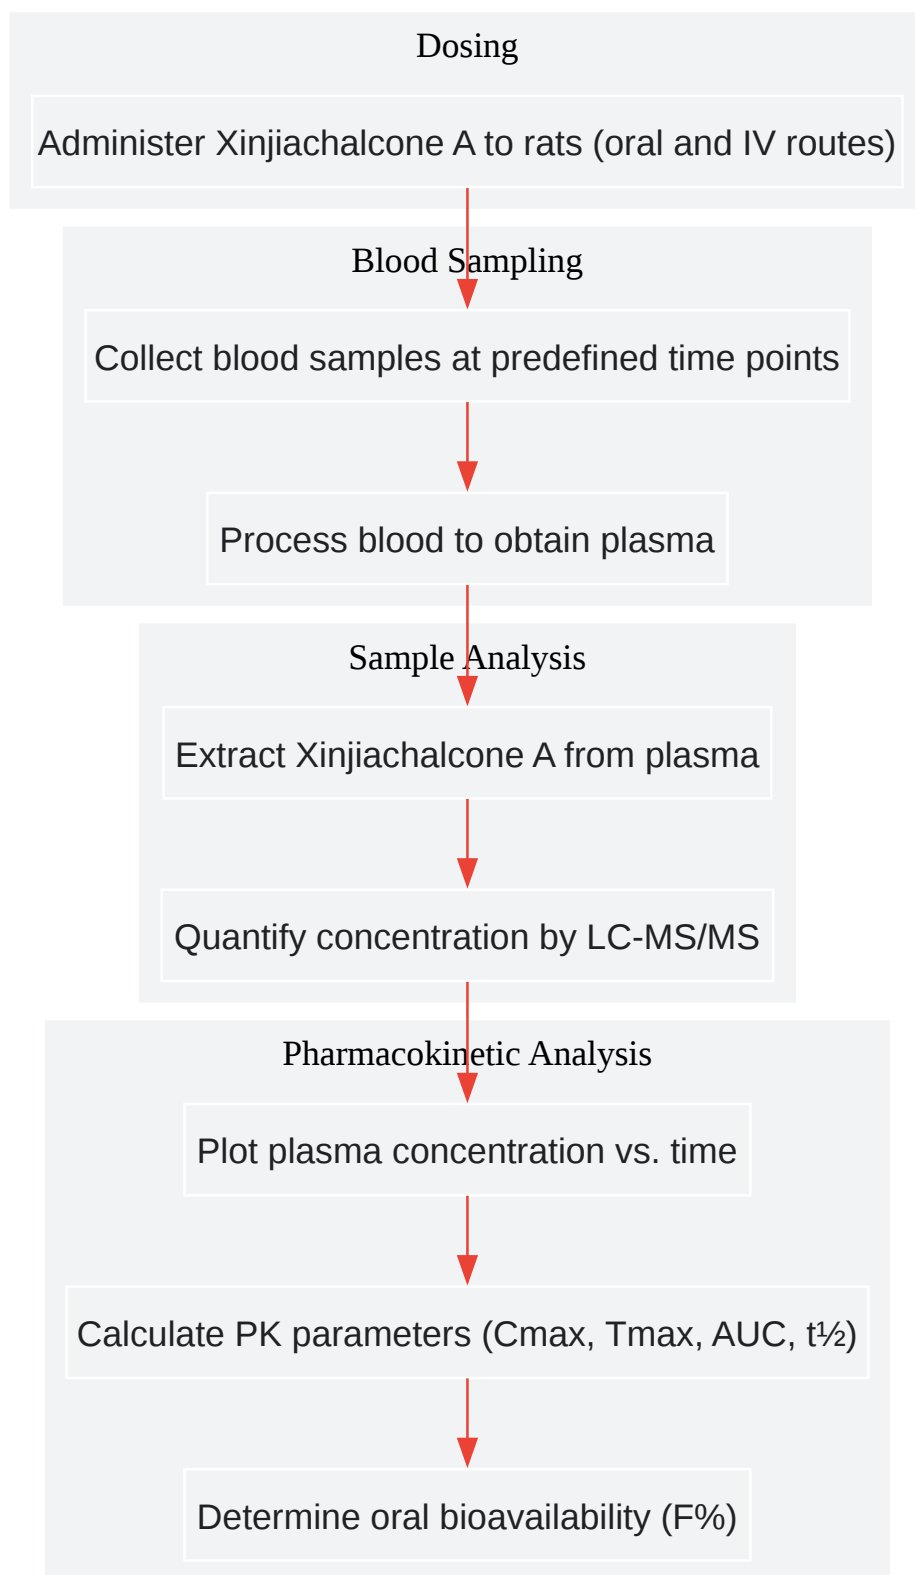 Dosing
Administer Xinjiachalcone A to rats (oral and IV routes)
Blood Sampling
Collect blood samples at predefined time points
Process blood to obtain plasma
Sample Analysis
Extract Xinjiachalcone A from plasma
Quantify concentration by LC-MS/MS
Pharmacokinetic Analysis
Plot plasma concentration vs. time
Calculate PK parameters (Cmax, Tmax, AUC, t½)
Determine oral bioavailability (F%)